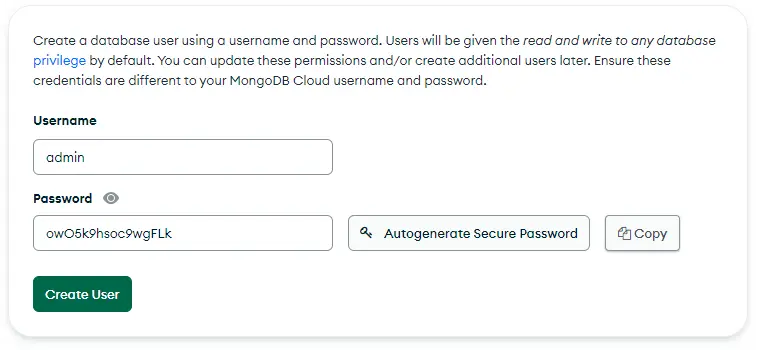 Create a database user using a username and password. Users will be given the read and write to any database
privilege by default. You can update these permissions and/or create additional users later. Ensure these
credentials are different to your MongoDB Cloud username and password.
Username
admin
Password
owO5k9hsoc9wgFLk
Autogenerate Secure Password
Copy
Create User